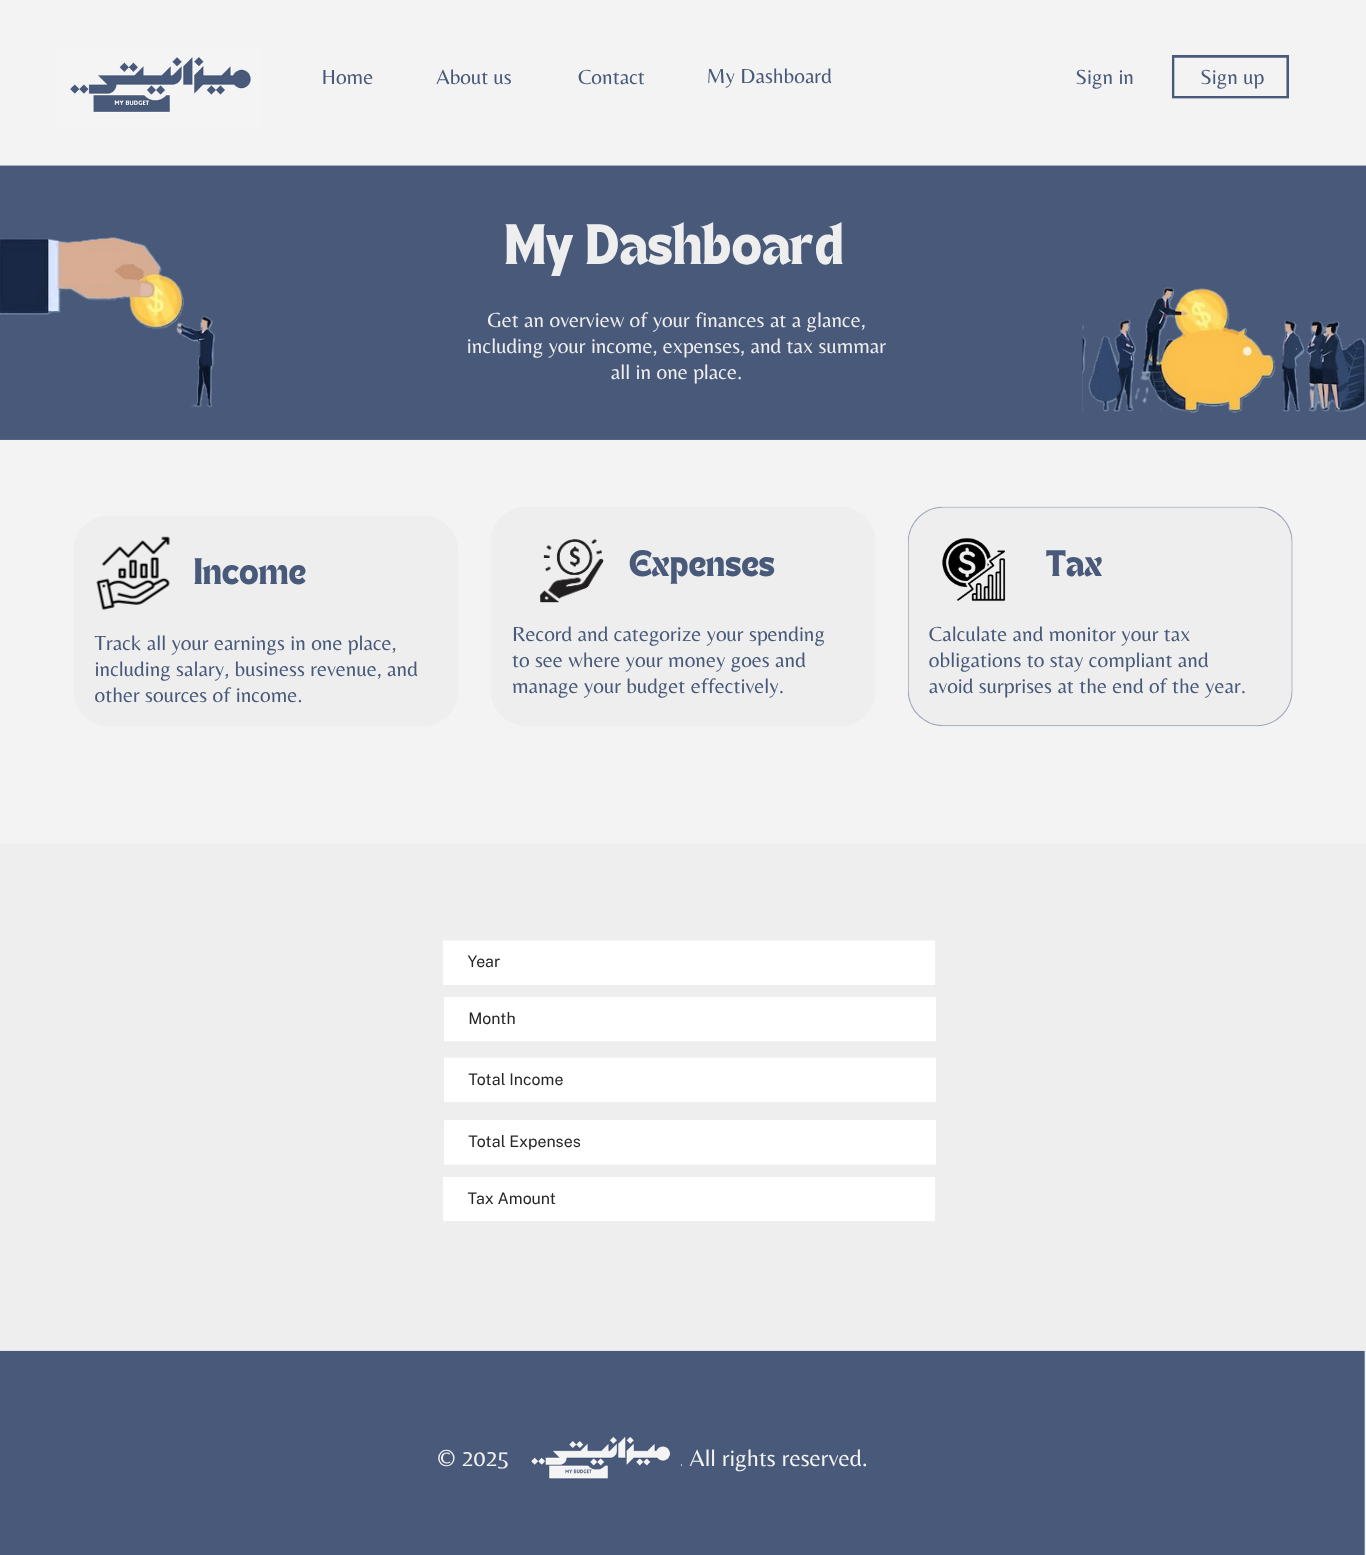 ميزانيتي..
MY BUDGET
Home
About us
Contact
My Dashboard
Sign in
Sign up
My Dashboard
Get an overview of your finances at a glance,
including your income, expenses, and tax summar
all in one place.
Income
Track all your earnings in one place,
including salary, business revenue, and
other sources of income.
Expenses
Record and categorize your spending
to see where your money goes and
manage your budget effectively.
Tax
Calculate and monitor your tax
obligations to stay compliant and
avoid surprises at the end of the year.
Year
Month
Total Income
Total Expenses
Tax Amount
© 2025 ميزانيتي.. . All rights reserved.
MY BUDGET